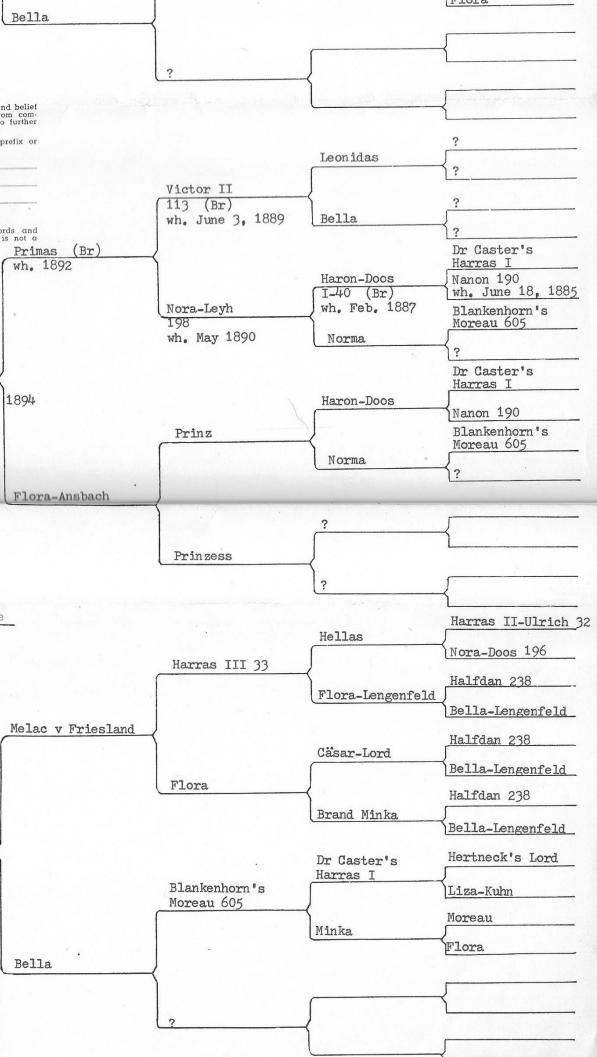 Flora
Bella
?
nd belief
rom com-
o further
prefix or
ords and
is not a
Leonidas
?
?
Victor II
113 (Br)
wh. June 3, 1889
Bella
?
?
Primas (Br)
wh. 1892
Haron-Doos
I-40 (Br)
wh. Feb. 1887
Dr Caster's
Harras I
Nanon 190
wh. June 18, 1885
Nora-Leyh
198
wh. May 1890
Norma
Blankenhorn's
Moreau 605
?
1894
Haron-Doos
Dr Caster's
Harras I
Nanon 190
Prinz
Norma
Blankenhorn's
Moreau 605
?
Flora-Ansbach
?
Prinzess
?
e
Hellas
Harras II-Ulrich 32
Nora-Doos 196
Harras III 33
Flora-Lengenfeld
Halfdan 238
Bella-Lengenfeld
Melac v Friesland
Cäsar-Lord
Halfdan 238
Bella-Lengenfeld
Flora
Brand Minka
Halfdan 238
Bella-Lengenfeld
Dr Caster's
Harras I
Hertneck's Lord
Liza-Kuhn
Blankenhorn's
Moreau 605
Minka
Moreau
Flora
Bella
?